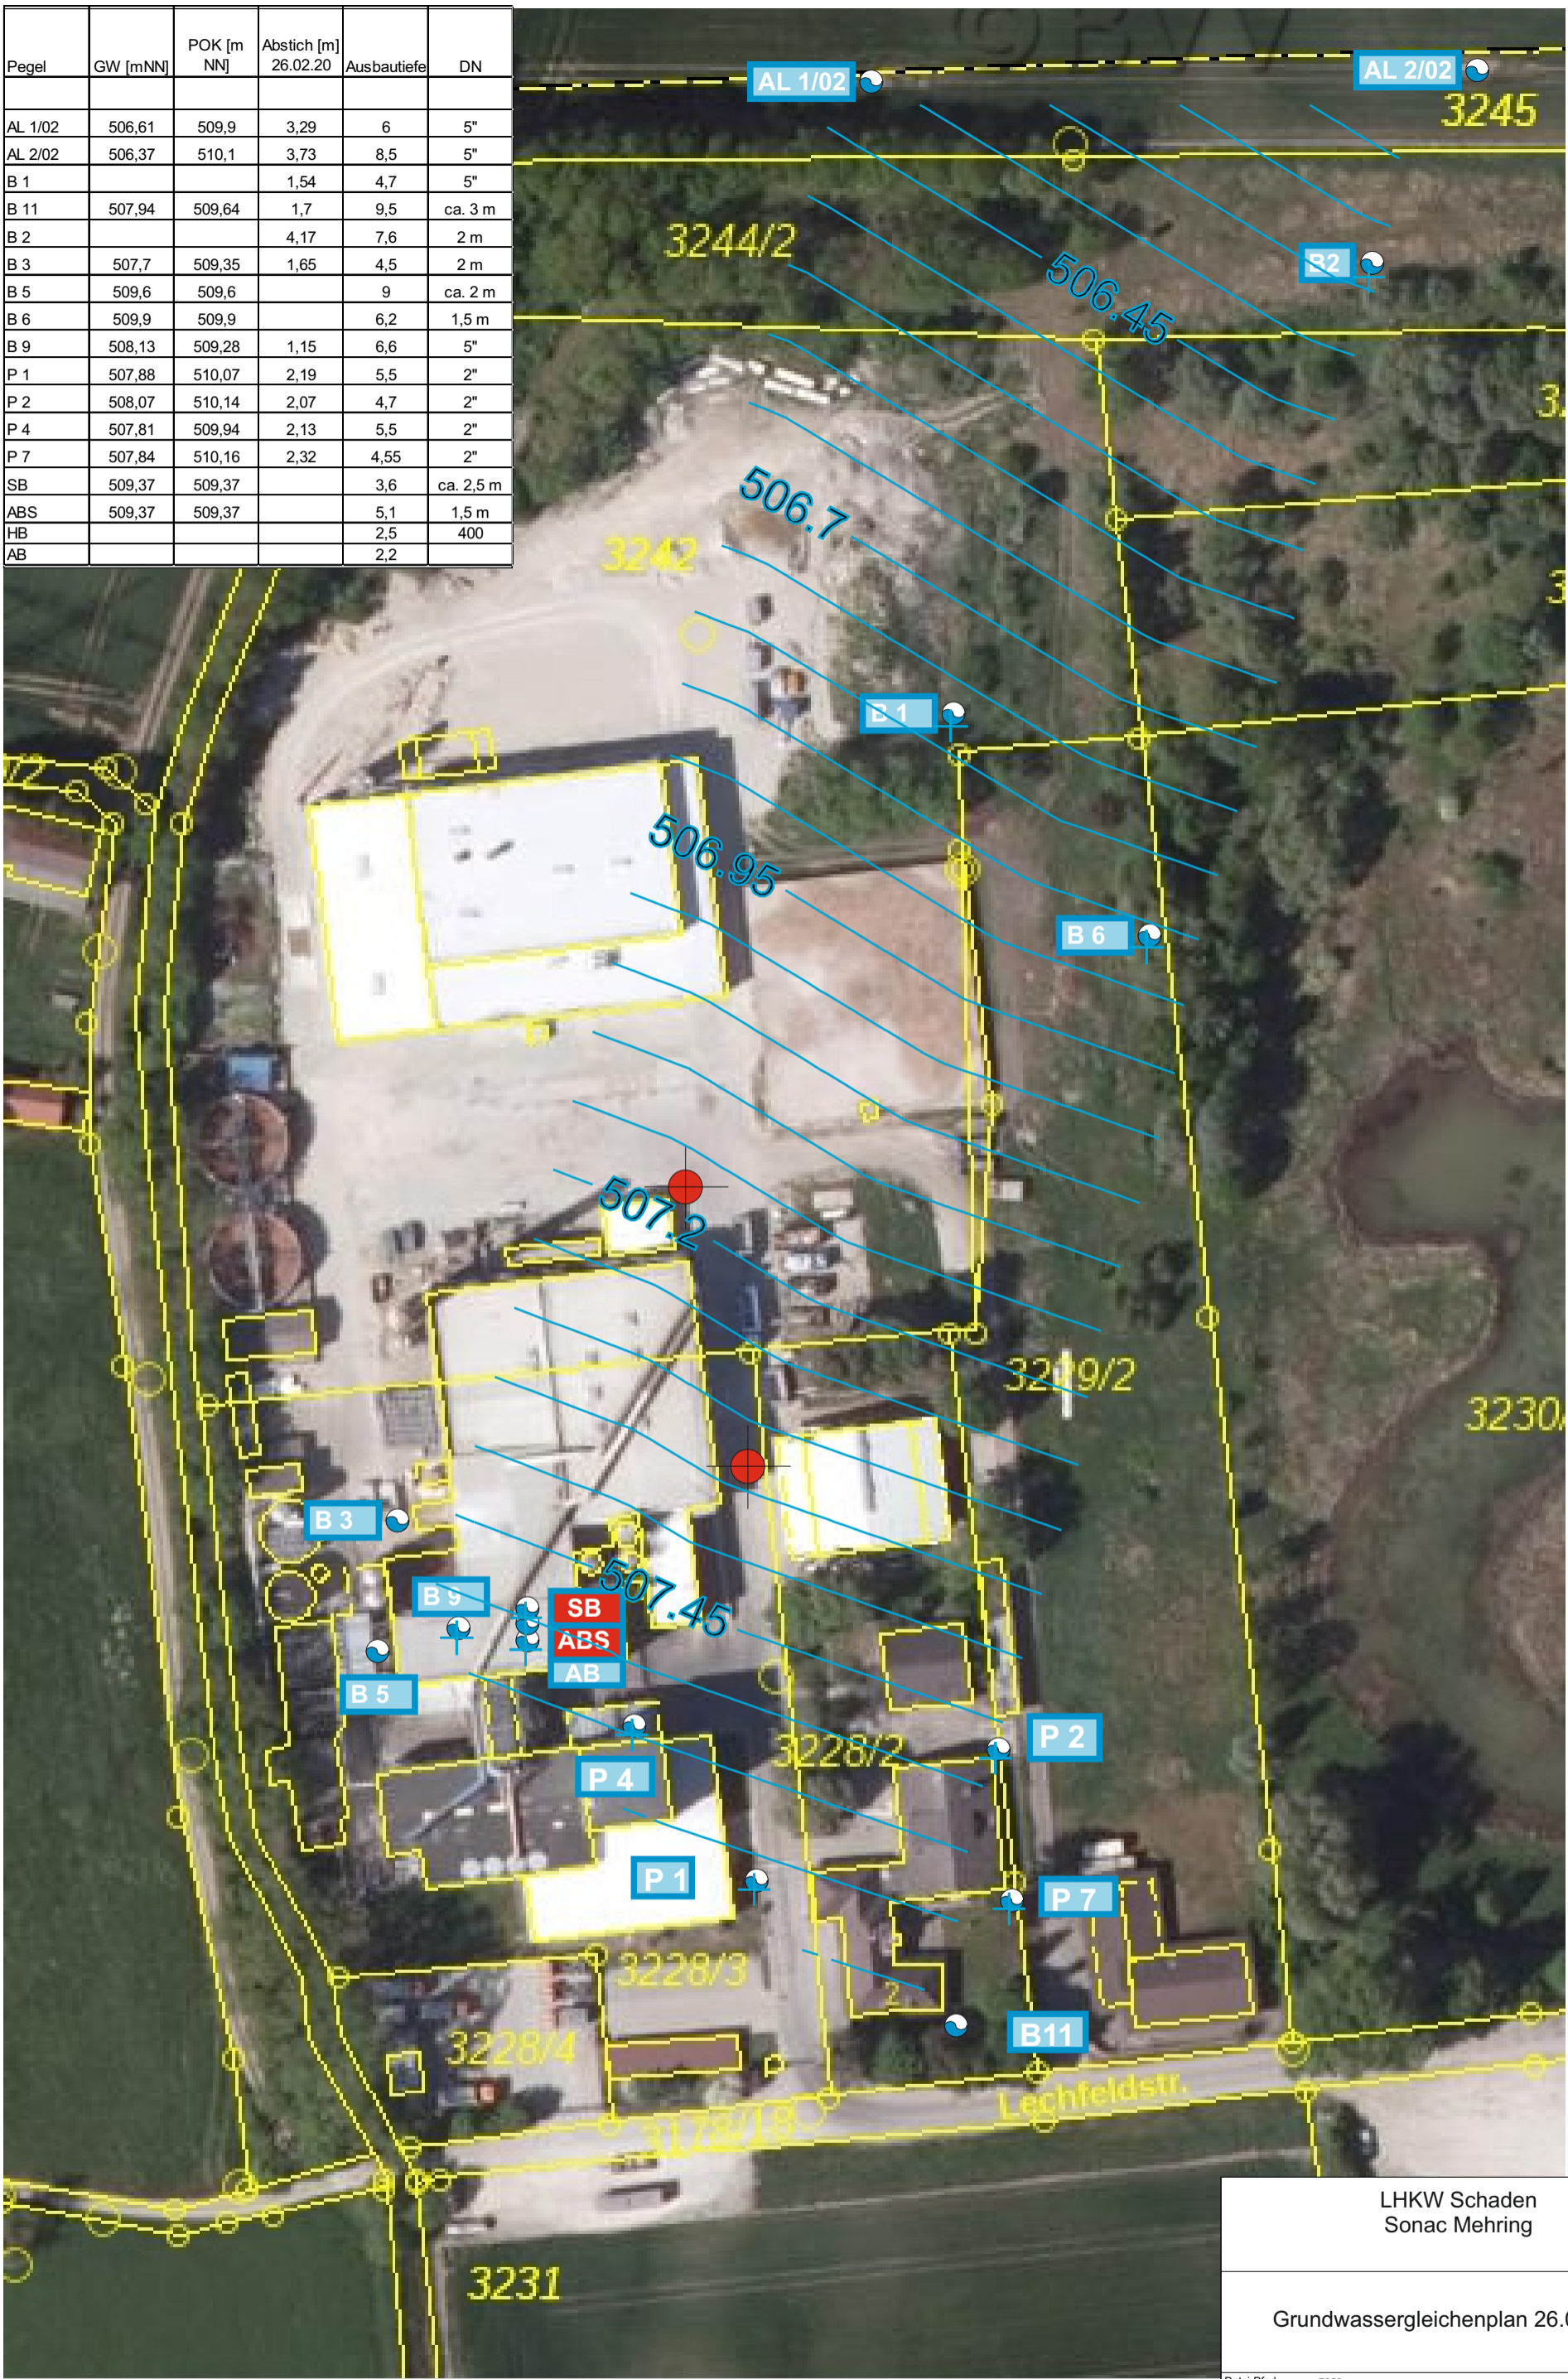 Pegel GW [mNN] POK [m NN] Abstich [m] 26.02.20 Ausbautiefe DN
AL 1/02 506,61 509,9 3,29 6 5"
AL 2/02 506,37 510,1 3,73 8,5 5"
B 1 1,54 4,7 5"
B 11 507,94 509,64 1,7 9,5 ca. 3 m
B 2 4,17 7,6 2 m
B 3 507,7 509,35 1,65 4,5 2 m
B 5 509,6 509,6 9 ca. 2 m
B 6 509,9 509,9 6,2 1,5 m
B 9 508,13 509,28 1,15 6,6 5"
P 1 507,88 510,07 2,19 5,5 2"
P 2 508,07 510,14 2,07 4,7 2"
P 4 507,81 509,94 2,13 5,5 2"
P 7 507,84 510,16 2,32 4,55 2"
SB 509,37 509,37 3,6 ca. 2,5 m
ABS 509,37 509,37 5,1 1,5 m
HB 2,5 400
AB 2,2
AL 1/02
AL 2/02
3245
3244/2
B2
506.45
506.7
3242
B 1
506.95
B 6
507.2
3229/2
3230/
B 3
B 9
SB
507.45
ABS
AB
B 5
P 2
3228/2
P 4
P 1
P 7
3228/3
2
B11
3228/4
Lechfeldstr.
3178/18
3231
LHKW Schaden
Sonac Mehring
Grundwassergleichenplan 26.0